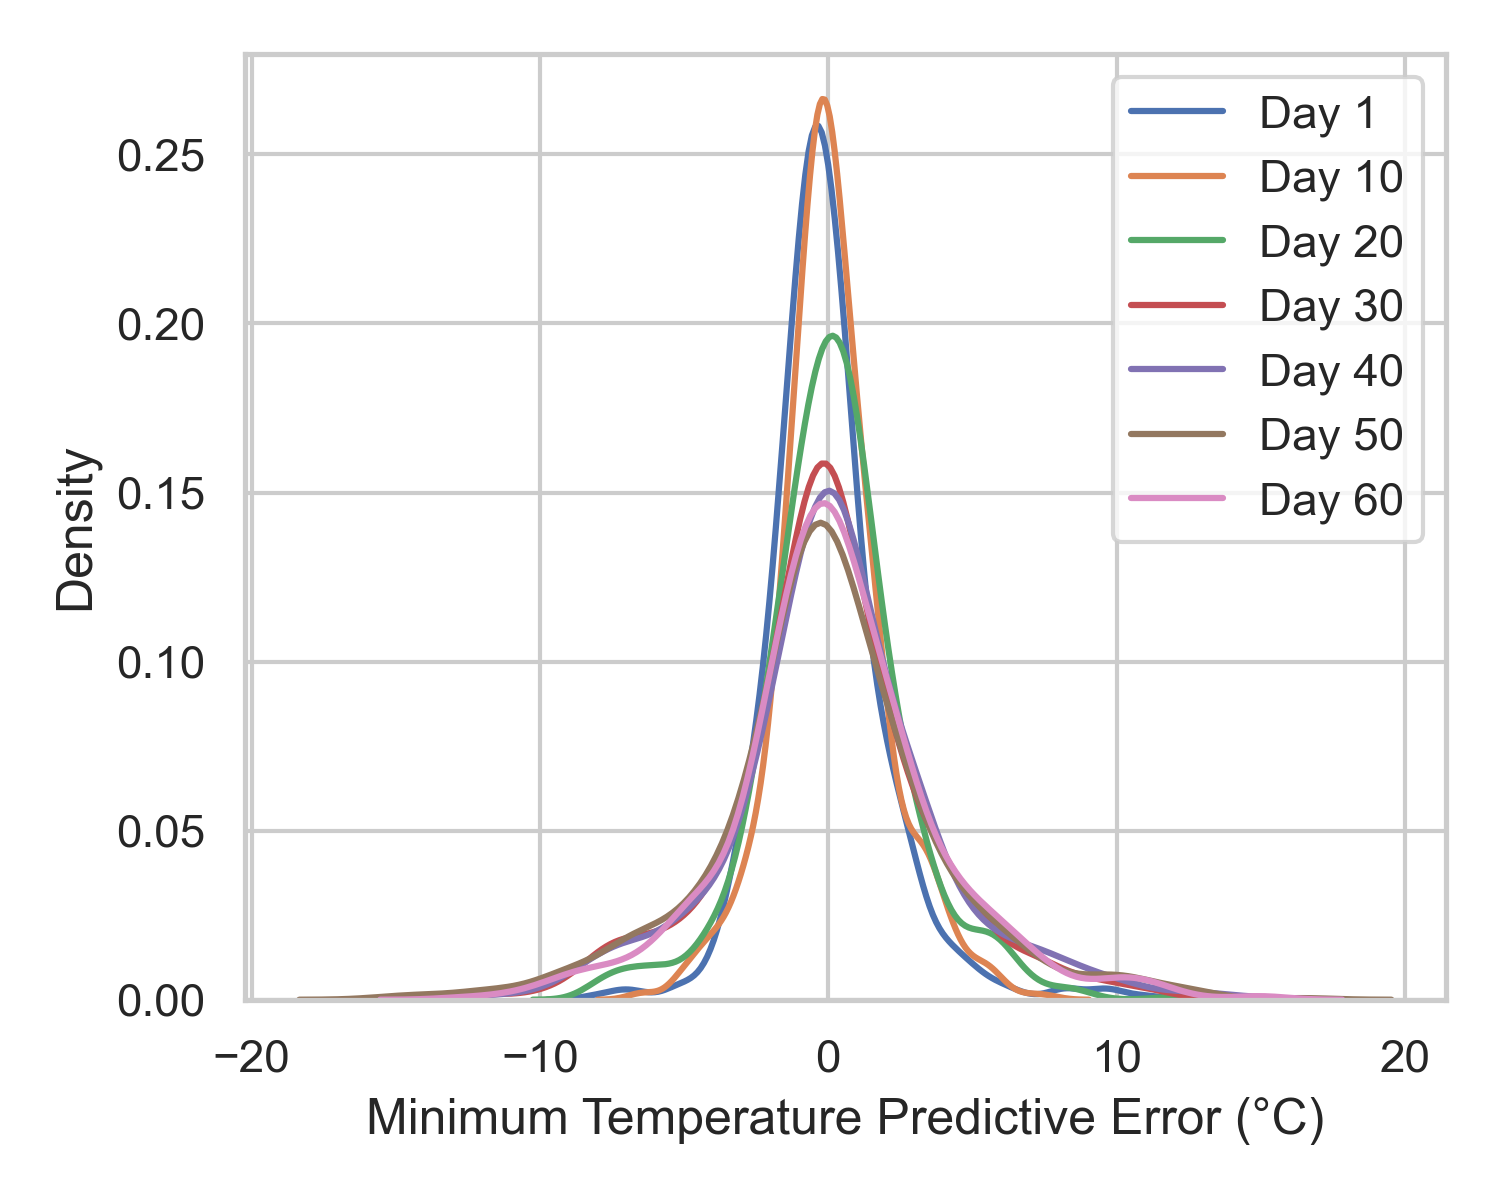 Day 1
Day 10
Day 20
Day 30
Day 40
Day 50
Day 60
Density
0.25
0.20
0.15
0.10
0.05
0.00
−20 −10 0 10 20
Minimum Temperature Predictive Error (°C)